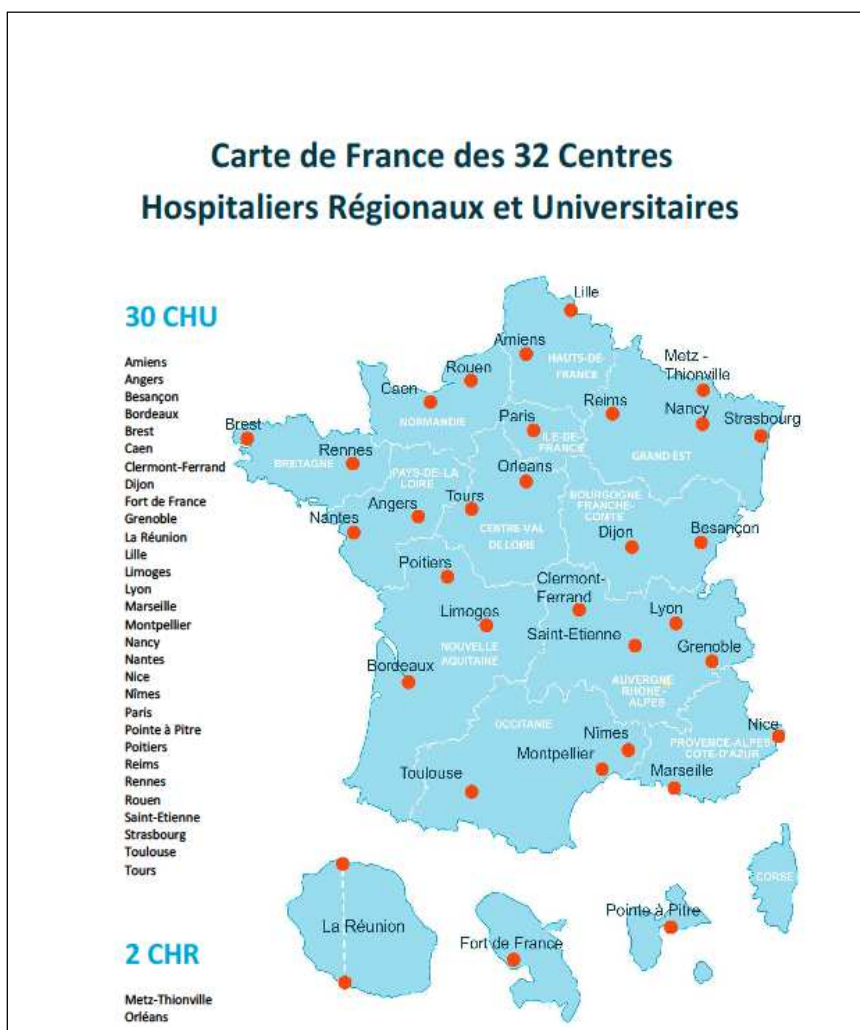 Carte de France des 32 Centres
Hospitaliers Régionaux et Universitaires
30 CHU
Amiens
Angers
Besançon
Bordeaux
Brest
Caen
Clermont-Ferrand
Dijon
Fort de France
Grenoble
La Réunion
Lille
Limoges
Lyon
Marseille
Montpellier
Nancy
Nantes
Nice
Nîmes
Paris
Pointe à Pitre
Poitiers
Reims
Rennes
Rouen
Saint-Etienne
Strasbourg
Toulouse
Tours
2 CHR
Metz-Thionville
Orléans
Lille
Amiens
HAUTS-DE-
FRANCE
Rouen
Metz -
Thionville
Caen
NORMANDIE
Reims
Nancy
Strasbourg
Paris
ILE-DE-
FRANCE
GRAND EST
Brest
Rennes
BRETAGNE
PAYS-DE-LA
LOIRE
Orléans
Angers
Tours
Nantes
CENTRE-VAL
DE LOIRE
BOURGOGNE
FRANCHE-
COMTÉ
Dijon
Besançon
Poitiers
Clermont-
Ferrand
Limoges
Lyon
Saint-Etienne
Grenoble
NOUVELLE
AQUITAINE
Bordeaux
AUVERGNE
RHÔNE-
ALPES
OCCITANIE
Nîmes
Nice
PROVENCE-ALPES
CÔTE-D'AZUR
Montpellier
Toulouse
Marseille
CORSE
La Réunion
Fort de France
Pointe à Pitre